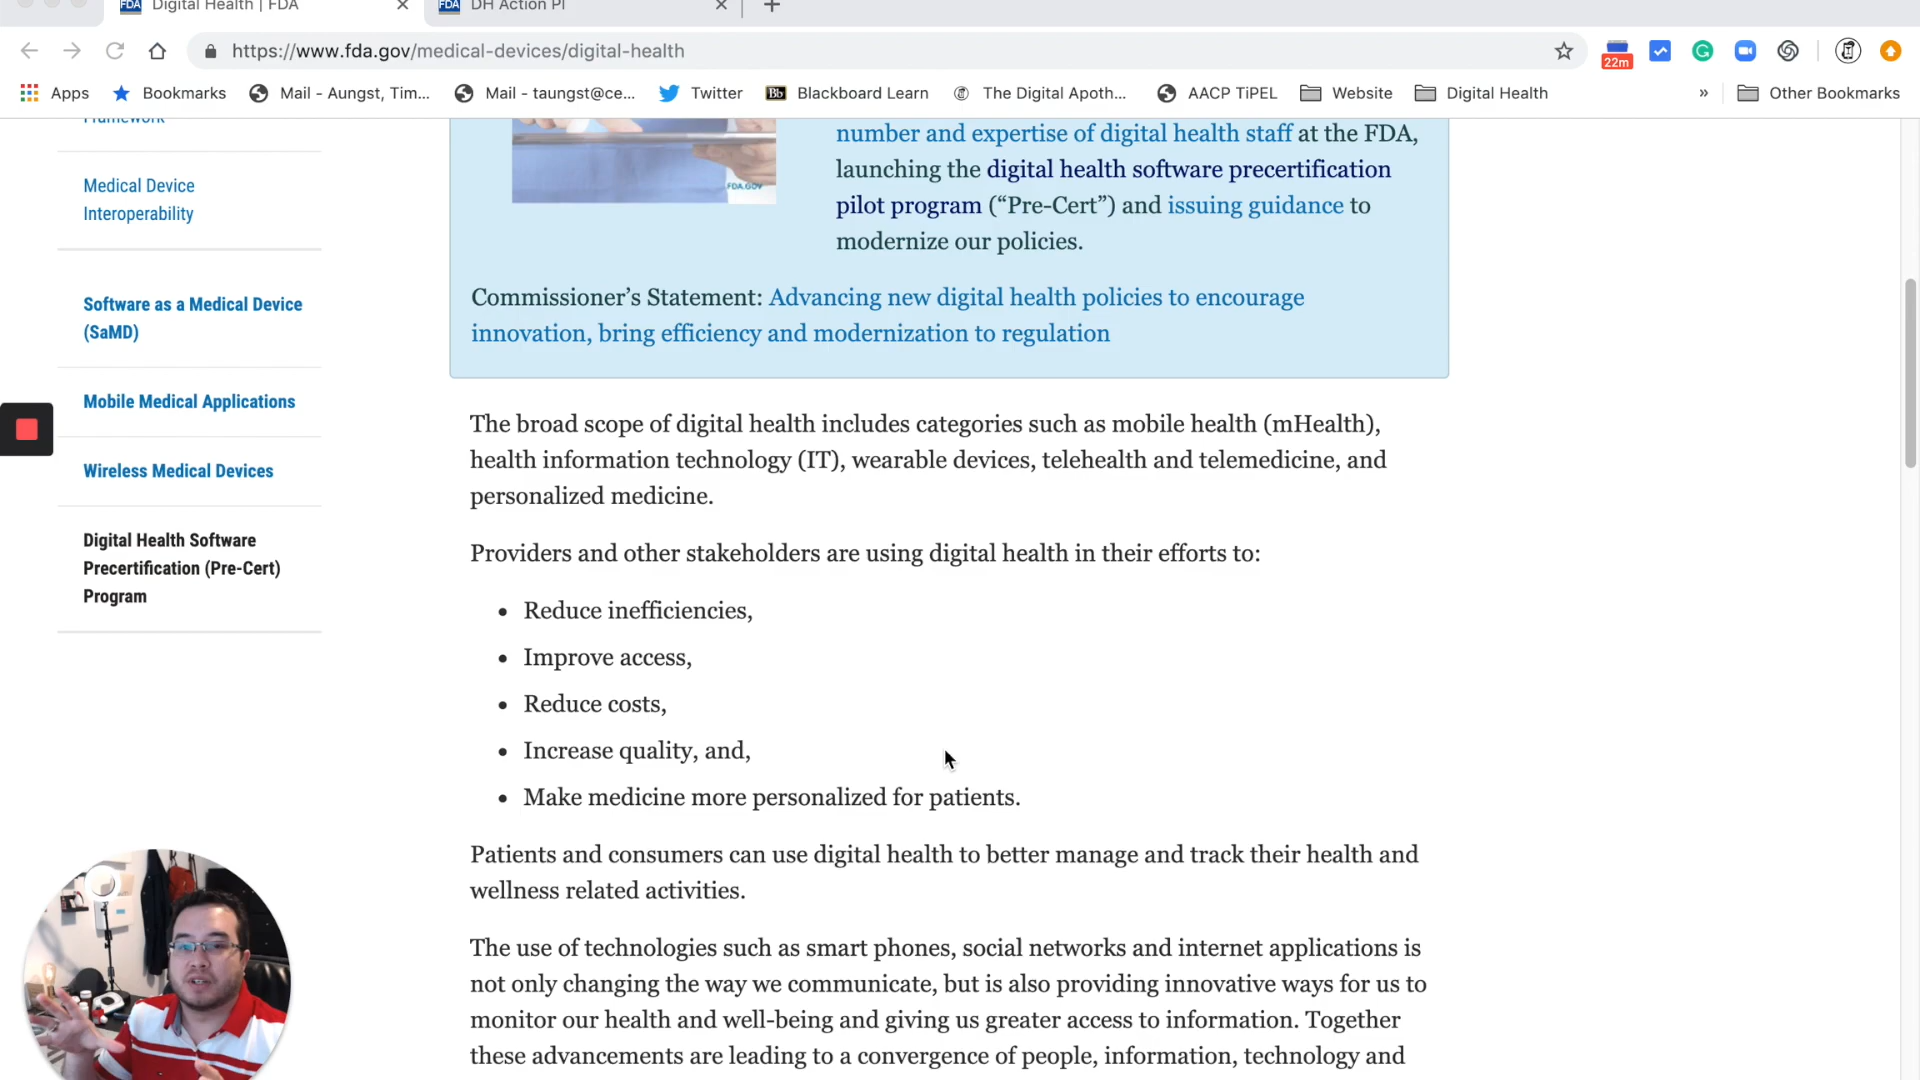 FDA Digital Health | FDA
FDA DH Action Pl
https://www.fda.gov/medical-devices/digital-health
22m
Apps
Bookmarks
Mail - Aungst, Tim...
Mail - taungst@ce...
Twitter
Bb Blackboard Learn
The Digital Apoth...
AACP TiPEL
Website
Digital Health
»
Other Bookmarks
Framework
Medical Device
Interoperability
Software as a Medical Device
(SaMD)
Mobile Medical Applications
Wireless Medical Devices
Digital Health Software
Precertification (Pre-Cert)
Program
FDA.GOV
number and expertise of digital health staff at the FDA,
launching the digital health software precertification
pilot program (“Pre-Cert”) and issuing guidance to
modernize our policies.
Commissioner’s Statement: Advancing new digital health policies to encourage
innovation, bring efficiency and modernization to regulation
The broad scope of digital health includes categories such as mobile health (mHealth),
health information technology (IT), wearable devices, telehealth and telemedicine, and
personalized medicine.
Providers and other stakeholders are using digital health in their efforts to:
• Reduce inefficiencies,
• Improve access,
• Reduce costs,
• Increase quality, and,
• Make medicine more personalized for patients.
Patients and consumers can use digital health to better manage and track their health and
wellness related activities.
The use of technologies such as smart phones, social networks and internet applications is
not only changing the way we communicate, but is also providing innovative ways for us to
monitor our health and well-being and giving us greater access to information. Together
these advancements are leading to a convergence of people, information, technology and